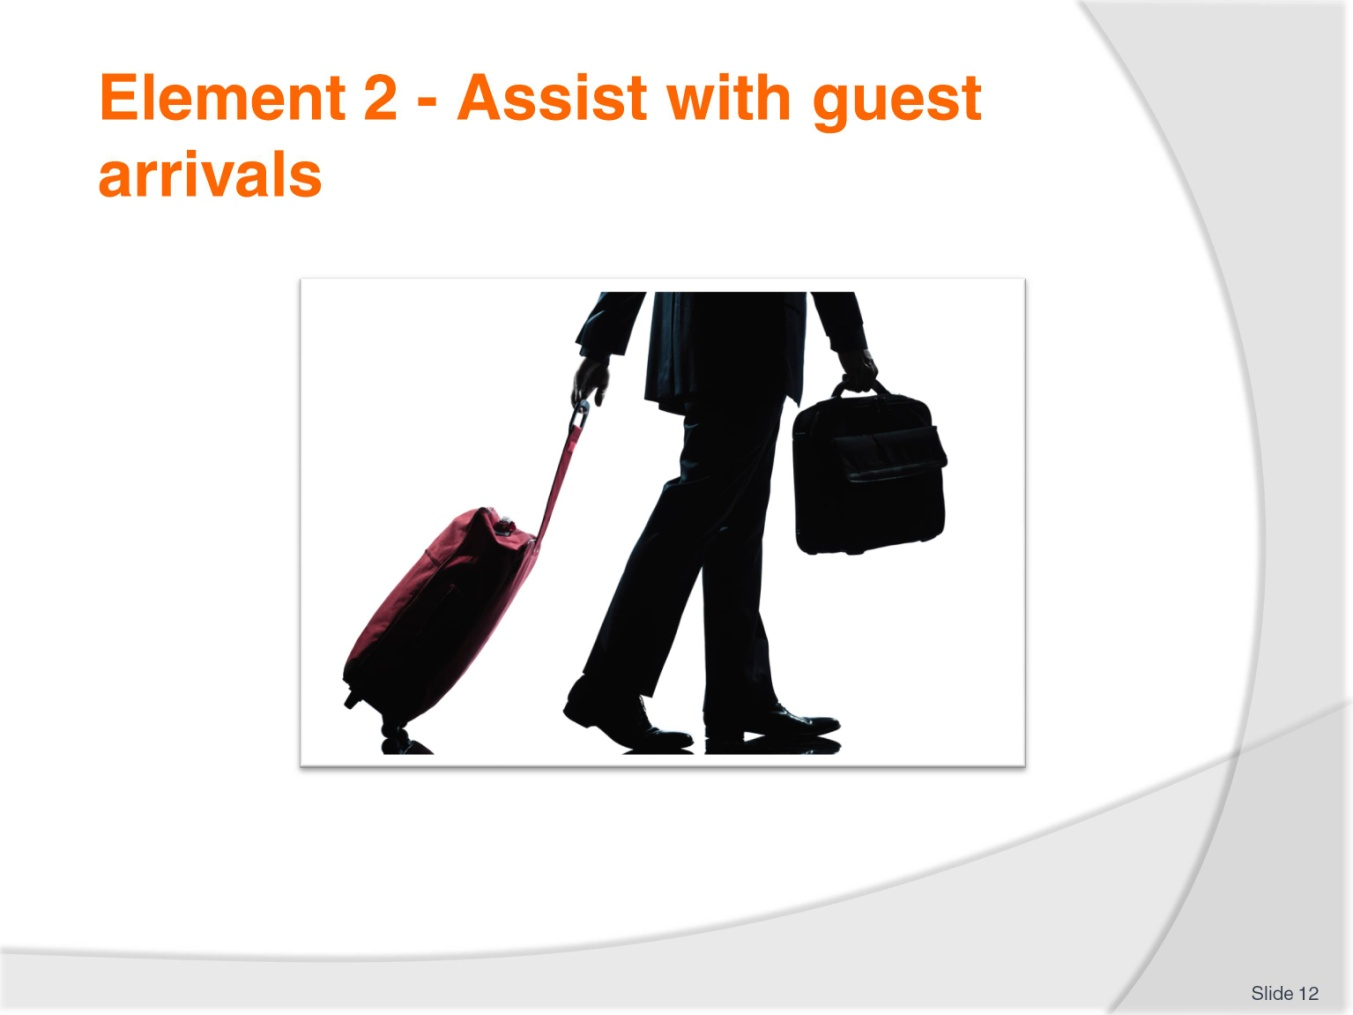 Element 2 - Assist with guest
arrivals
Slide 12